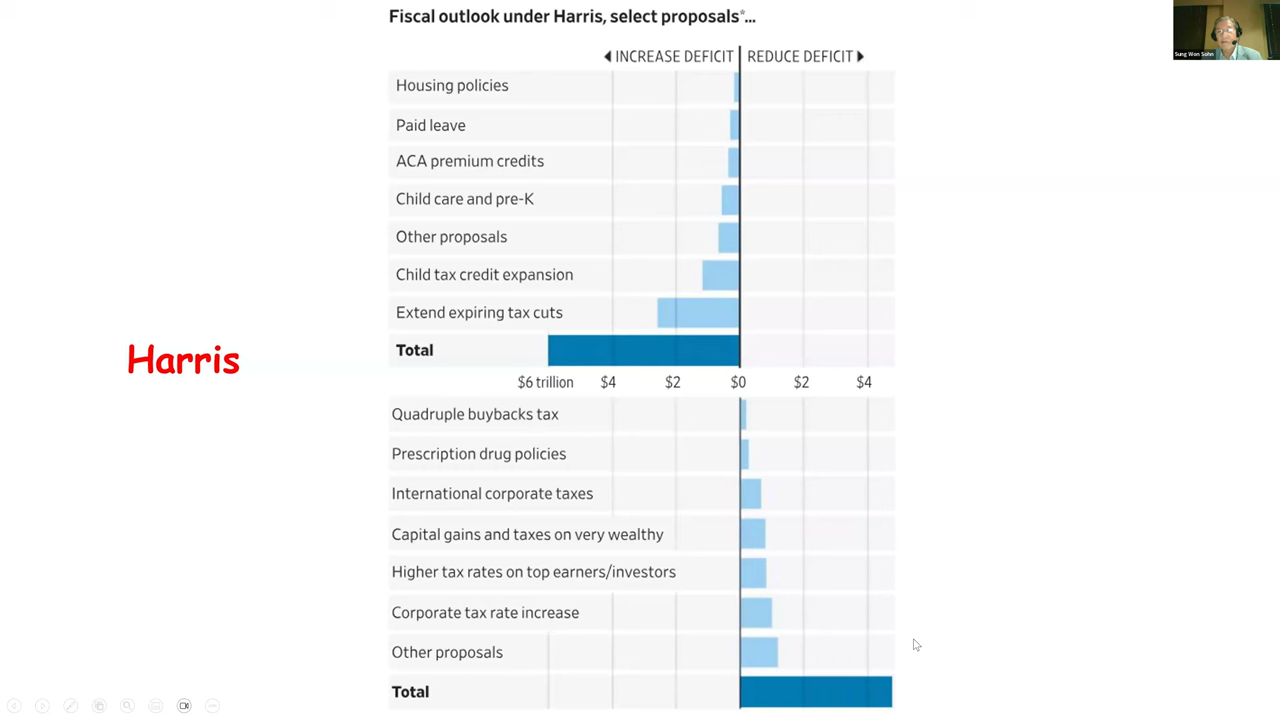 Fiscal outlook under Harris, select proposals*...
◀ INCREASE DEFICIT REDUCE DEFICIT ▶
Housing policies
Paid leave
ACA premium credits
Child care and pre-K
Other proposals
Child tax credit expansion
Extend expiring tax cuts
Total
$6 trillion $4 $2 $0 $2 $4
Quadruple buybacks tax
Prescription drug policies
International corporate taxes
Capital gains and taxes on very wealthy
Higher tax rates on top earners/investors
Corporate tax rate increase
Other proposals
Total
Harris
Sung Won Sohn